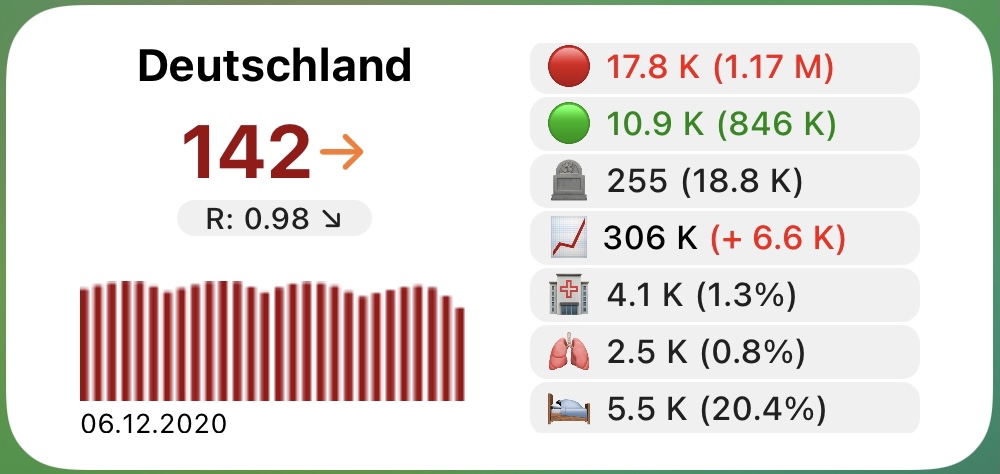 Deutschland
142→
R: 0.98 ↘
06.12.2020
17.8 K (1.17 M)
10.9 K (846 K)
255 (18.8 K)
306 K (+ 6.6 K)
4.1 K (1.3%)
2.5 K (0.8%)
5.5 K (20.4%)